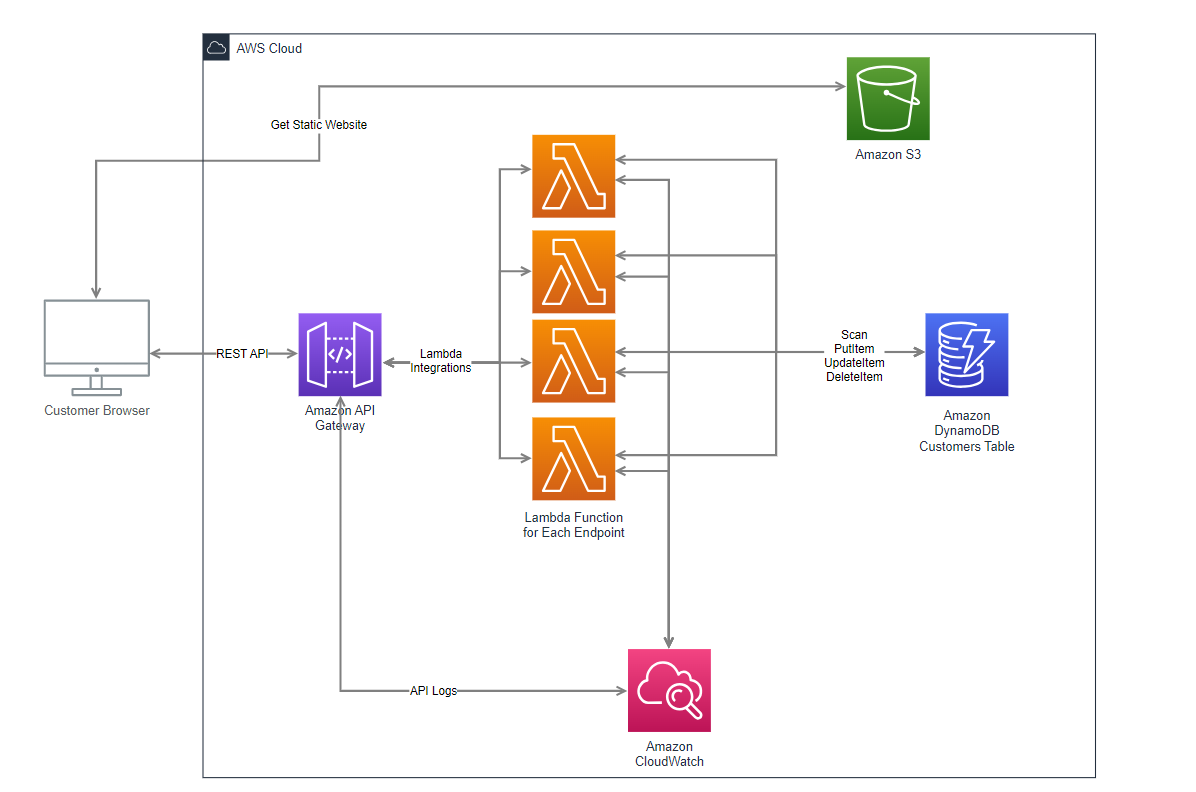 AWS Cloud
Get Static Website
Amazon S3
REST API
Lambda
Integrations
Scan
PutItem
UpdateItem
DeleteItem
</>
Customer Browser
Amazon API
Gateway
Amazon
DynamoDB
Customers Table
Lambda Function
for Each Endpoint
API Logs
Amazon
CloudWatch